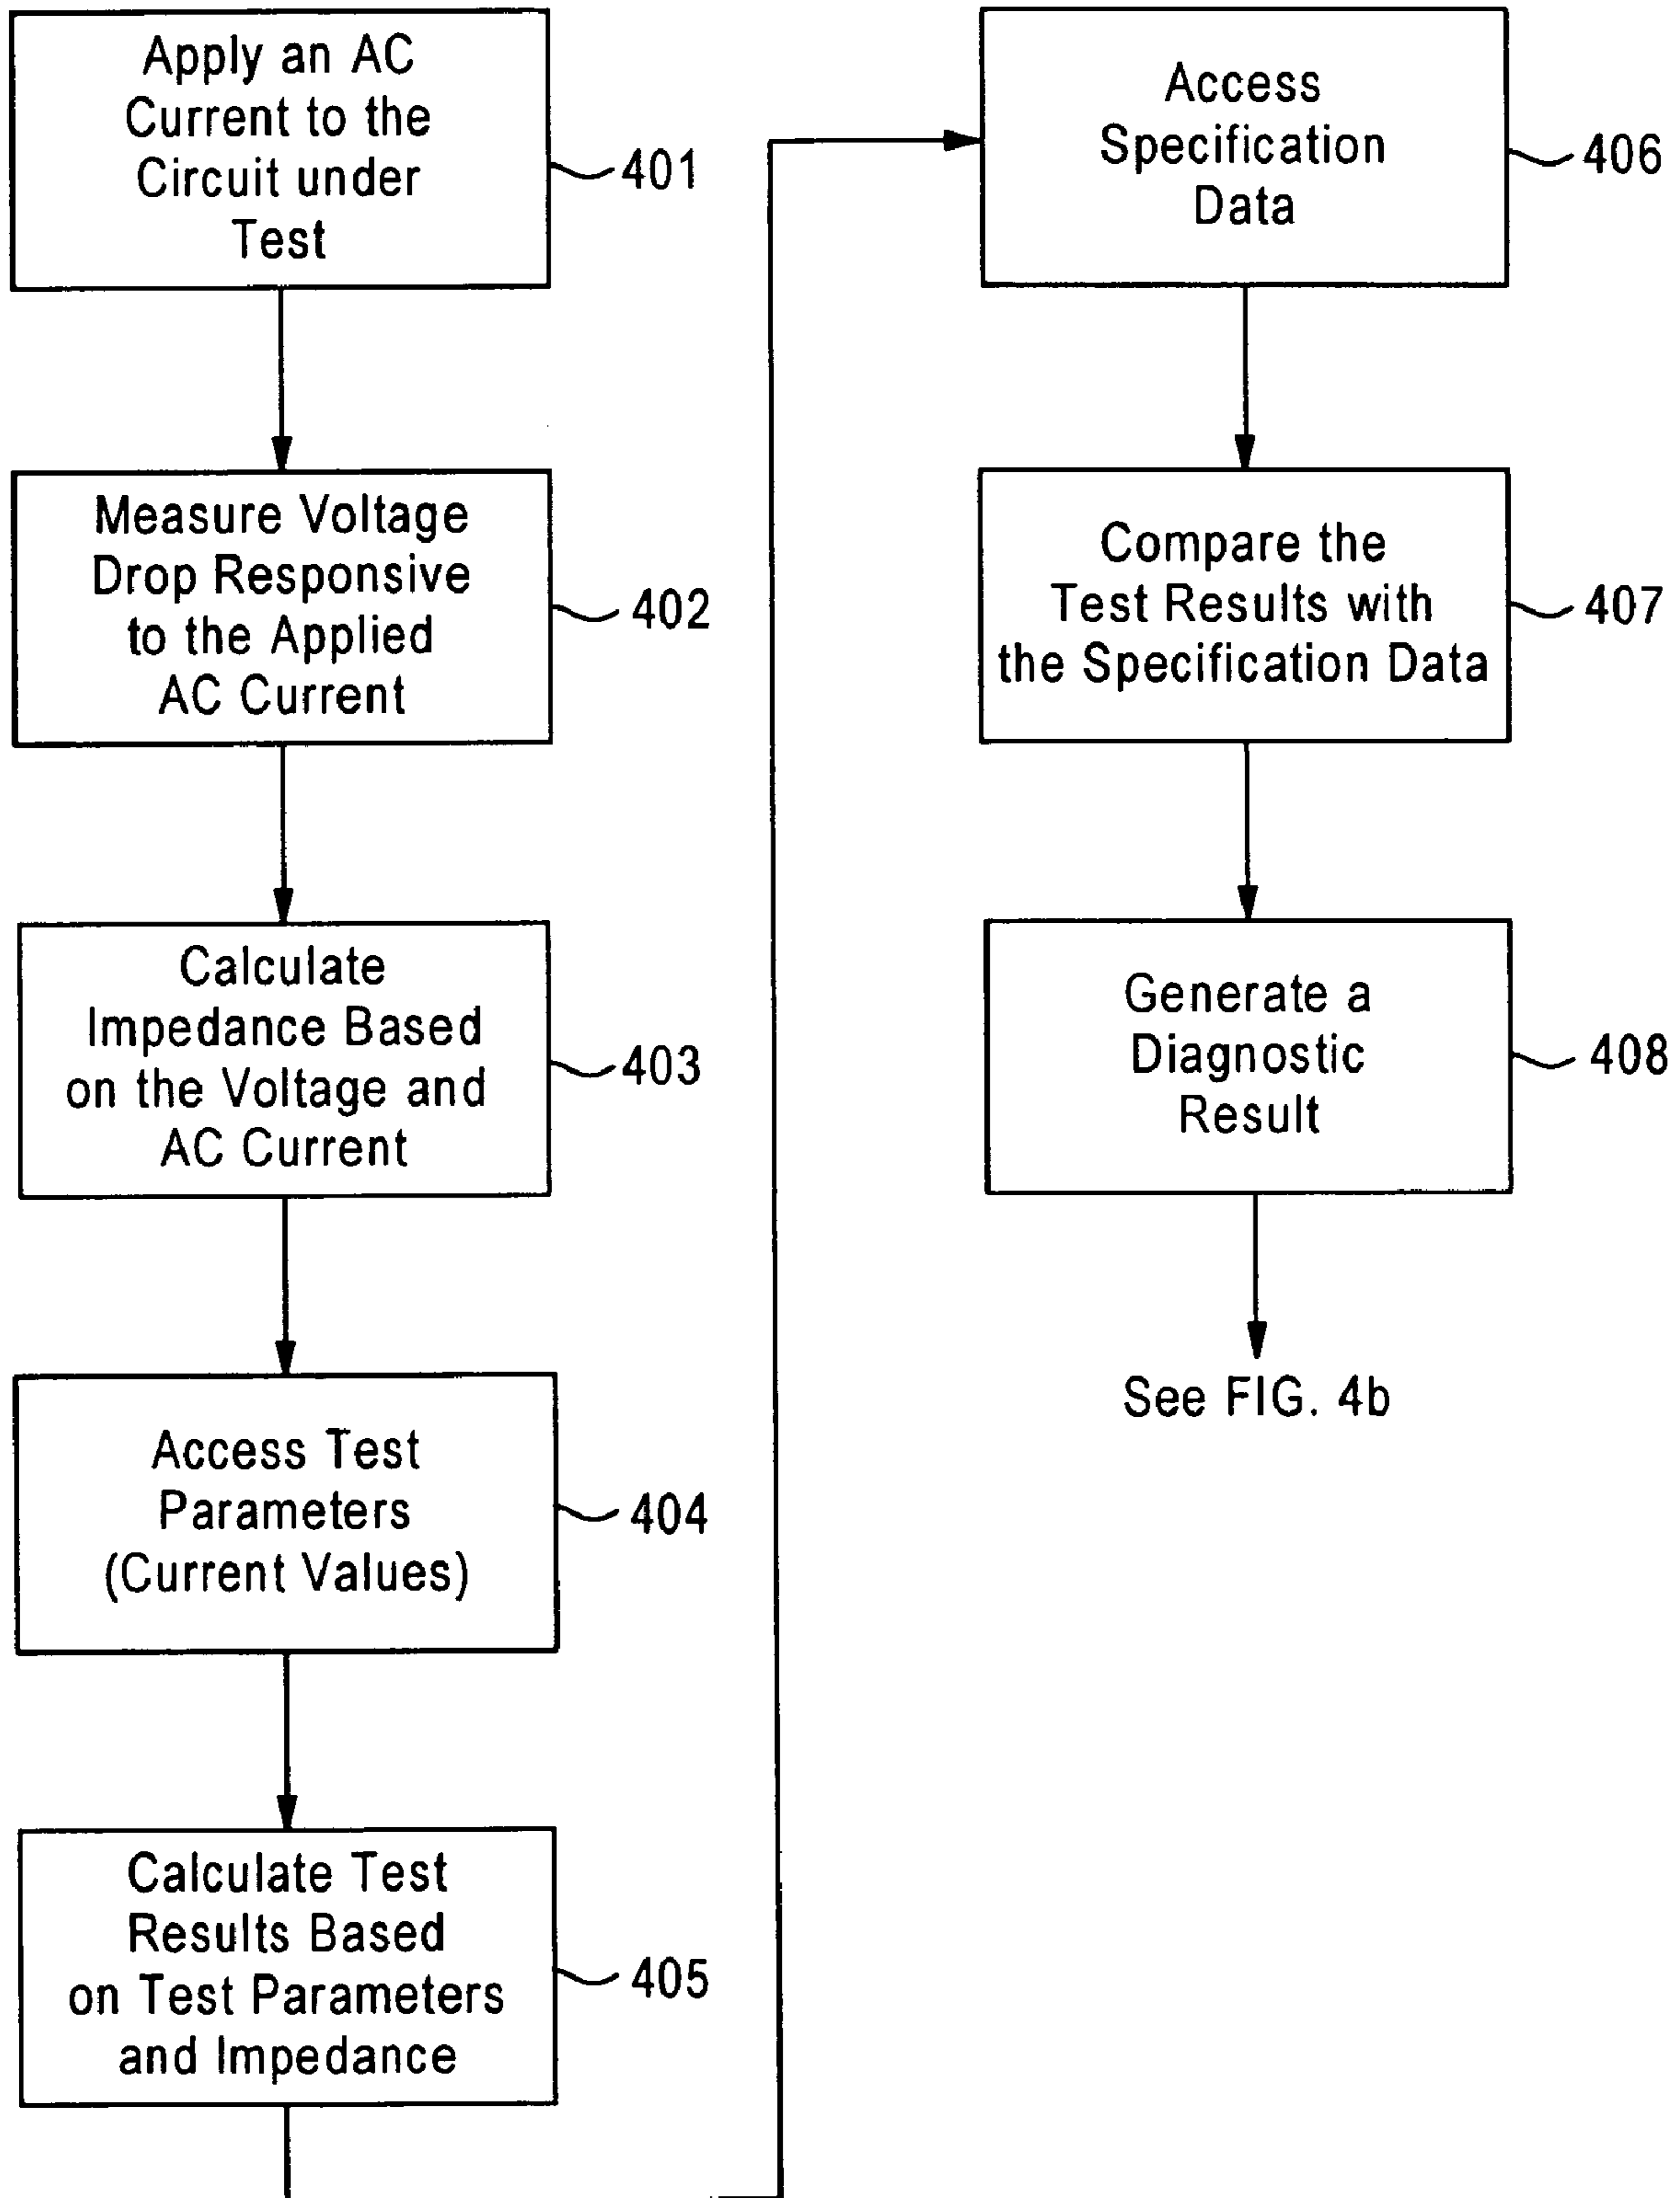 Apply an AC
Current to the
Circuit under
Test
401
Measure Voltage
Drop Responsive
to the Applied
AC Current
402
Calculate
Impedance Based
on the Voltage and
AC Current
403
Access Test
Parameters
(Current Values)
404
Calculate Test
Results Based
on Test Parameters
and Impedance
405
Access
Specification
Data
406
Compare the
Test Results with
the Specification Data
407
Generate a
Diagnostic
Result
408
See FIG. 4b